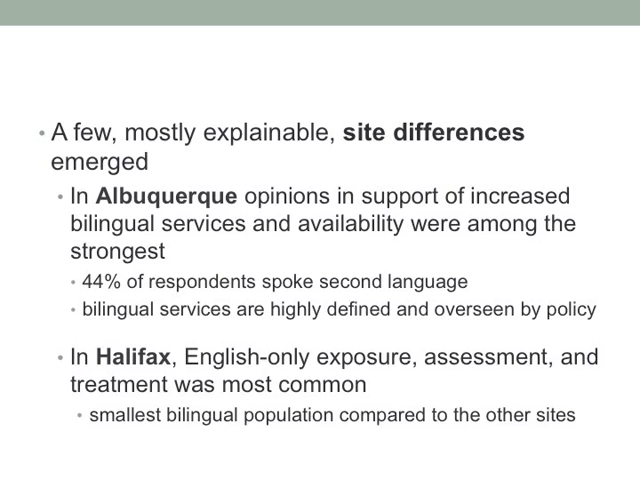 • A few, mostly explainable, site differences
emerged
• In Albuquerque opinions in support of increased
bilingual services and availability were among the
strongest
• 44% of respondents spoke second language
• bilingual services are highly defined and overseen by policy
• In Halifax, English-only exposure, assessment, and
treatment was most common
• smallest bilingual population compared to the other sites